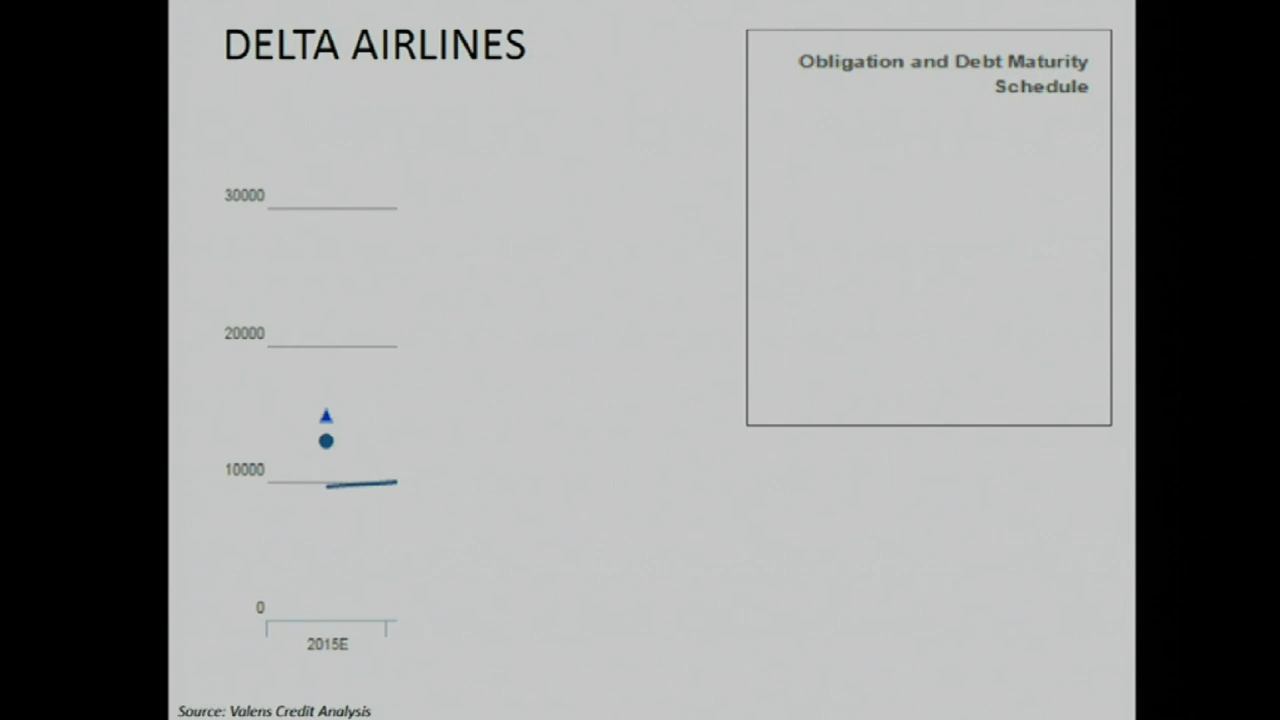 DELTA AIRLINES
Obligation and Debt Maturity
Schedule
30000
20000
10000
0
2015E
Source: Valens Credit Analysis